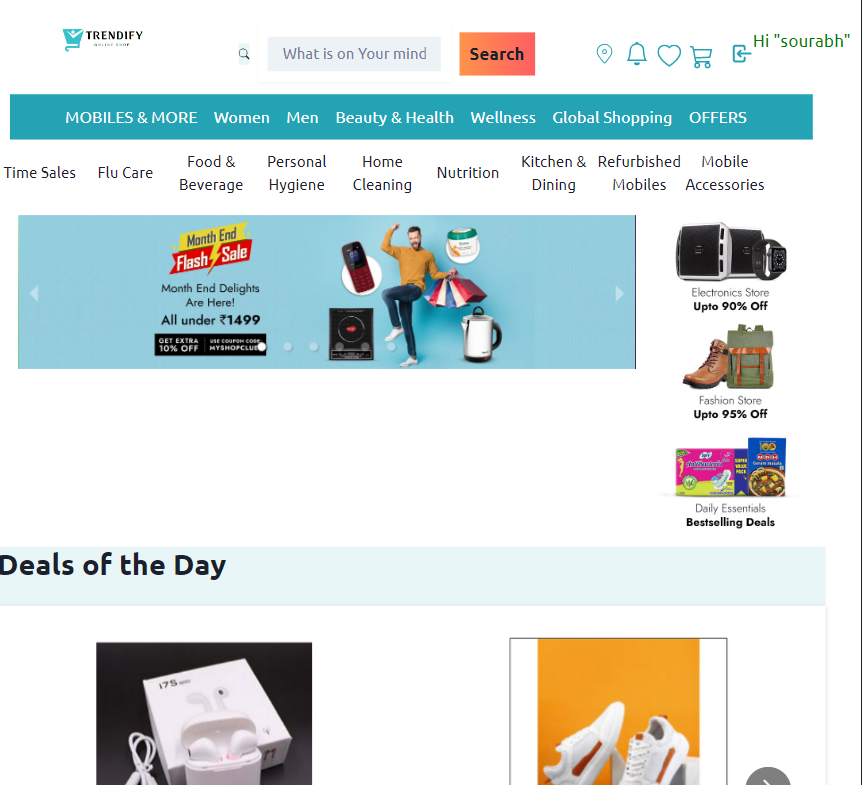 TRENDIFY
ONLINE SHOP
What is on Your mind
Search
Hi "sourabh"
MOBILES & MORE Women Men Beauty & Health Wellness Global Shopping OFFERS
Time Sales
Flu Care
Food &
Beverage
Personal
Hygiene
Home
Cleaning
Nutrition
Kitchen &
Dining
Refurbished
Mobiles
Mobile
Accessories
Month End
Flash Sale
Month End Delights
Are Here!
All under ₹1499
GET EXTRA
10% OFF
USE COUPON CODE
MYSHOPCLUB
Electronics Store
Upto 90% Off
Fashion Store
Upto 95% Off
SUPER
VALUE
PACK
MDH
Daily Essentials
Bestselling Deals
Deals of the Day
i7S